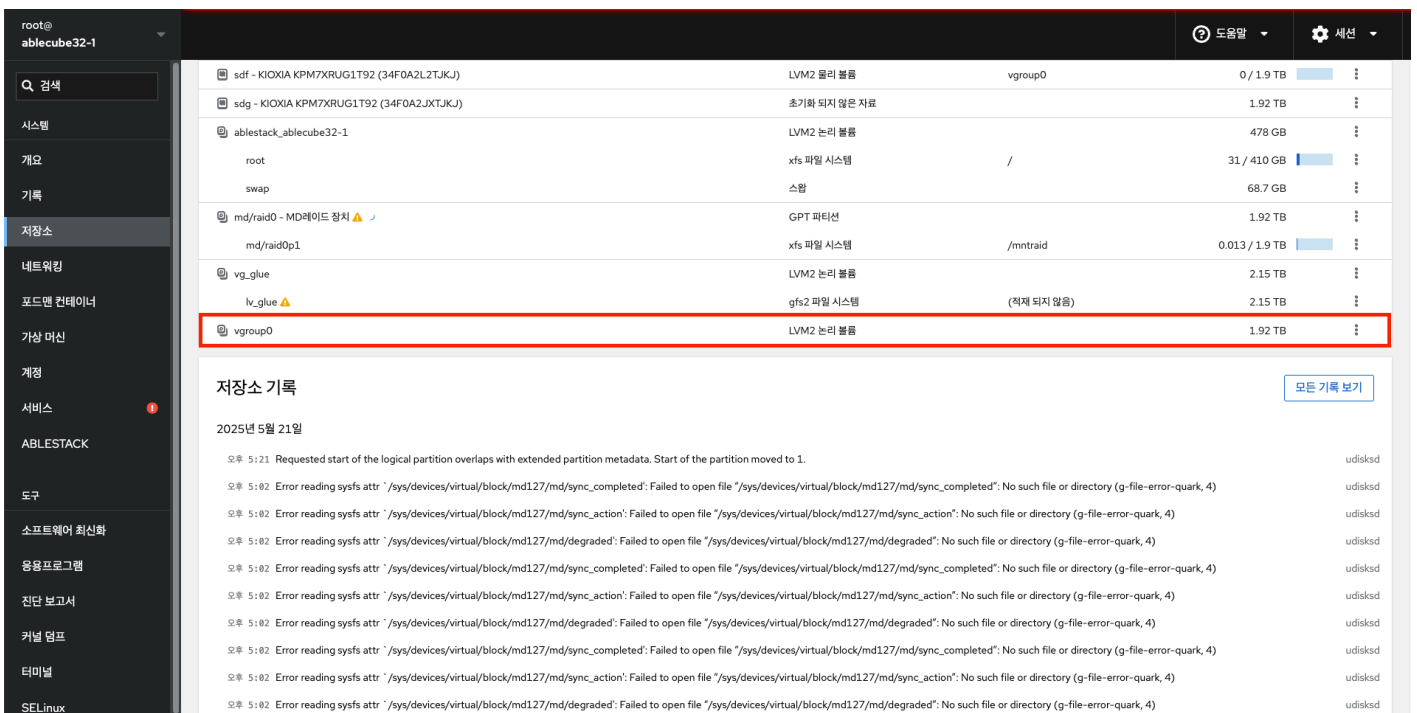 root@
ablecube32-1
도움말
세션
검색
시스템
개요
기록
저장소
네트워킹
포드맨 컨테이너
가상 머신
계정
서비스
ABLESTACK
도구
소프트웨어 최신화
응용프로그램
진단 보고서
커널 덤프
터미널
SELinux
sdf - KIOXIA KPM7XRUG1T92 (34F0A2L2TJKJ) LVM2 물리 볼륨 vgroup0 0 / 1.9 TB
sdg - KIOXIA KPM7XRUG1T92 (34F0A2JXTJKJ) 초기화 되지 않은 자료 1.92 TB
ablestack_ablecube32-1 LVM2 논리 볼륨 478 GB
root xfs 파일 시스템 / 31 / 410 GB
swap 스왑 68.7 GB
md/raid0 - MD레이드 장치 GPT 파티션 1.92 TB
md/raid0p1 xfs 파일 시스템 /mntraid 0.013 / 1.9 TB
vg_glue LVM2 논리 볼륨 2.15 TB
lv_glue gfs2 파일 시스템 (적재 되지 않음) 2.15 TB
vgroup0 LVM2 논리 볼륨 1.92 TB
저장소 기록
모든 기록 보기
2025년 5월 21일
오후 5:21 Requested start of the logical partition overlaps with extended partition metadata. Start of the partition moved to 1. udisksd
오후 5:02 Error reading sysfs attr `/sys/devices/virtual/block/md127/md/sync_completed': Failed to open file “/sys/devices/virtual/block/md127/md/sync_completed”: No such file or directory (g-file-error-quark, 4) udisksd
오후 5:02 Error reading sysfs attr `/sys/devices/virtual/block/md127/md/sync_action': Failed to open file “/sys/devices/virtual/block/md127/md/sync_action”: No such file or directory (g-file-error-quark, 4) udisksd
오후 5:02 Error reading sysfs attr `/sys/devices/virtual/block/md127/md/degraded': Failed to open file “/sys/devices/virtual/block/md127/md/degraded”: No such file or directory (g-file-error-quark, 4) udisksd
오후 5:02 Error reading sysfs attr `/sys/devices/virtual/block/md127/md/sync_completed': Failed to open file “/sys/devices/virtual/block/md127/md/sync_completed”: No such file or directory (g-file-error-quark, 4) udisksd
오후 5:02 Error reading sysfs attr `/sys/devices/virtual/block/md127/md/sync_action': Failed to open file “/sys/devices/virtual/block/md127/md/sync_action”: No such file or directory (g-file-error-quark, 4) udisksd
오후 5:02 Error reading sysfs attr `/sys/devices/virtual/block/md127/md/degraded': Failed to open file “/sys/devices/virtual/block/md127/md/degraded”: No such file or directory (g-file-error-quark, 4) udisksd
오후 5:02 Error reading sysfs attr `/sys/devices/virtual/block/md127/md/sync_completed': Failed to open file “/sys/devices/virtual/block/md127/md/sync_completed”: No such file or directory (g-file-error-quark, 4) udisksd
오후 5:02 Error reading sysfs attr `/sys/devices/virtual/block/md127/md/sync_action': Failed to open file “/sys/devices/virtual/block/md127/md/sync_action”: No such file or directory (g-file-error-quark, 4) udisksd
오후 5:02 Error reading sysfs attr `/sys/devices/virtual/block/md127/md/degraded': Failed to open file “/sys/devices/virtual/block/md127/md/degraded”: No such file or directory (g-file-error-quark, 4) udisksd